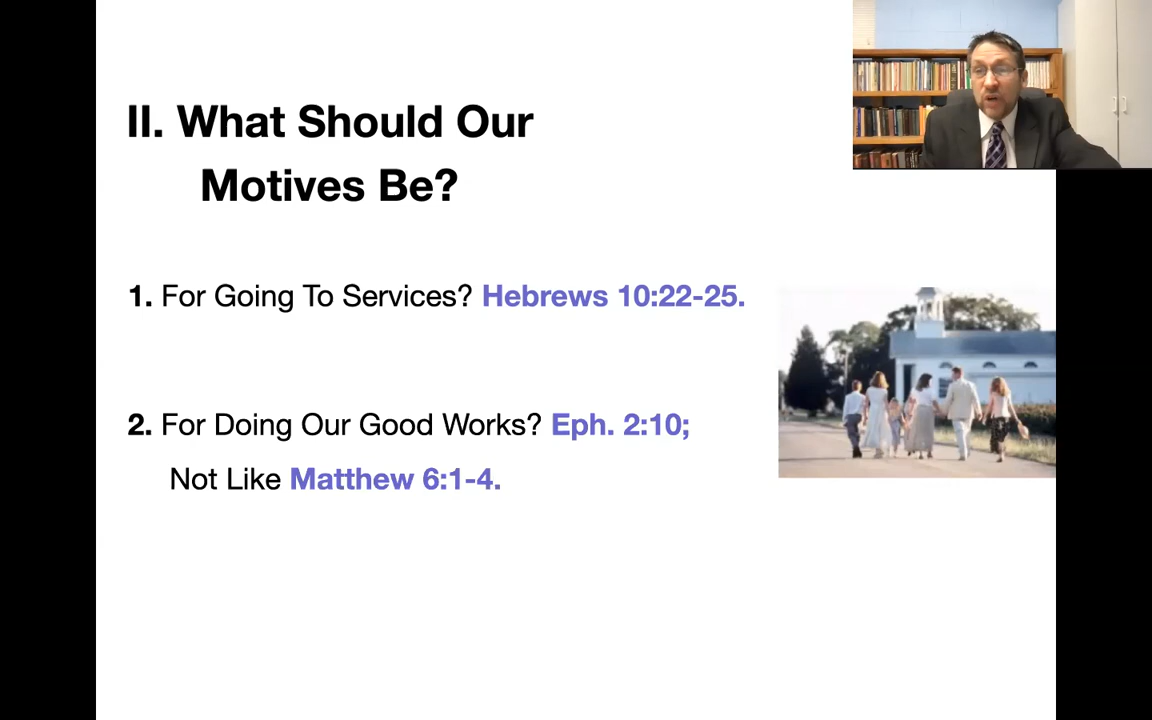 II. What Should Our
Motives Be?
1. For Going To Services? Hebrews 10:22-25.
2. For Doing Our Good Works? Eph. 2:10;
Not Like Matthew 6:1-4.